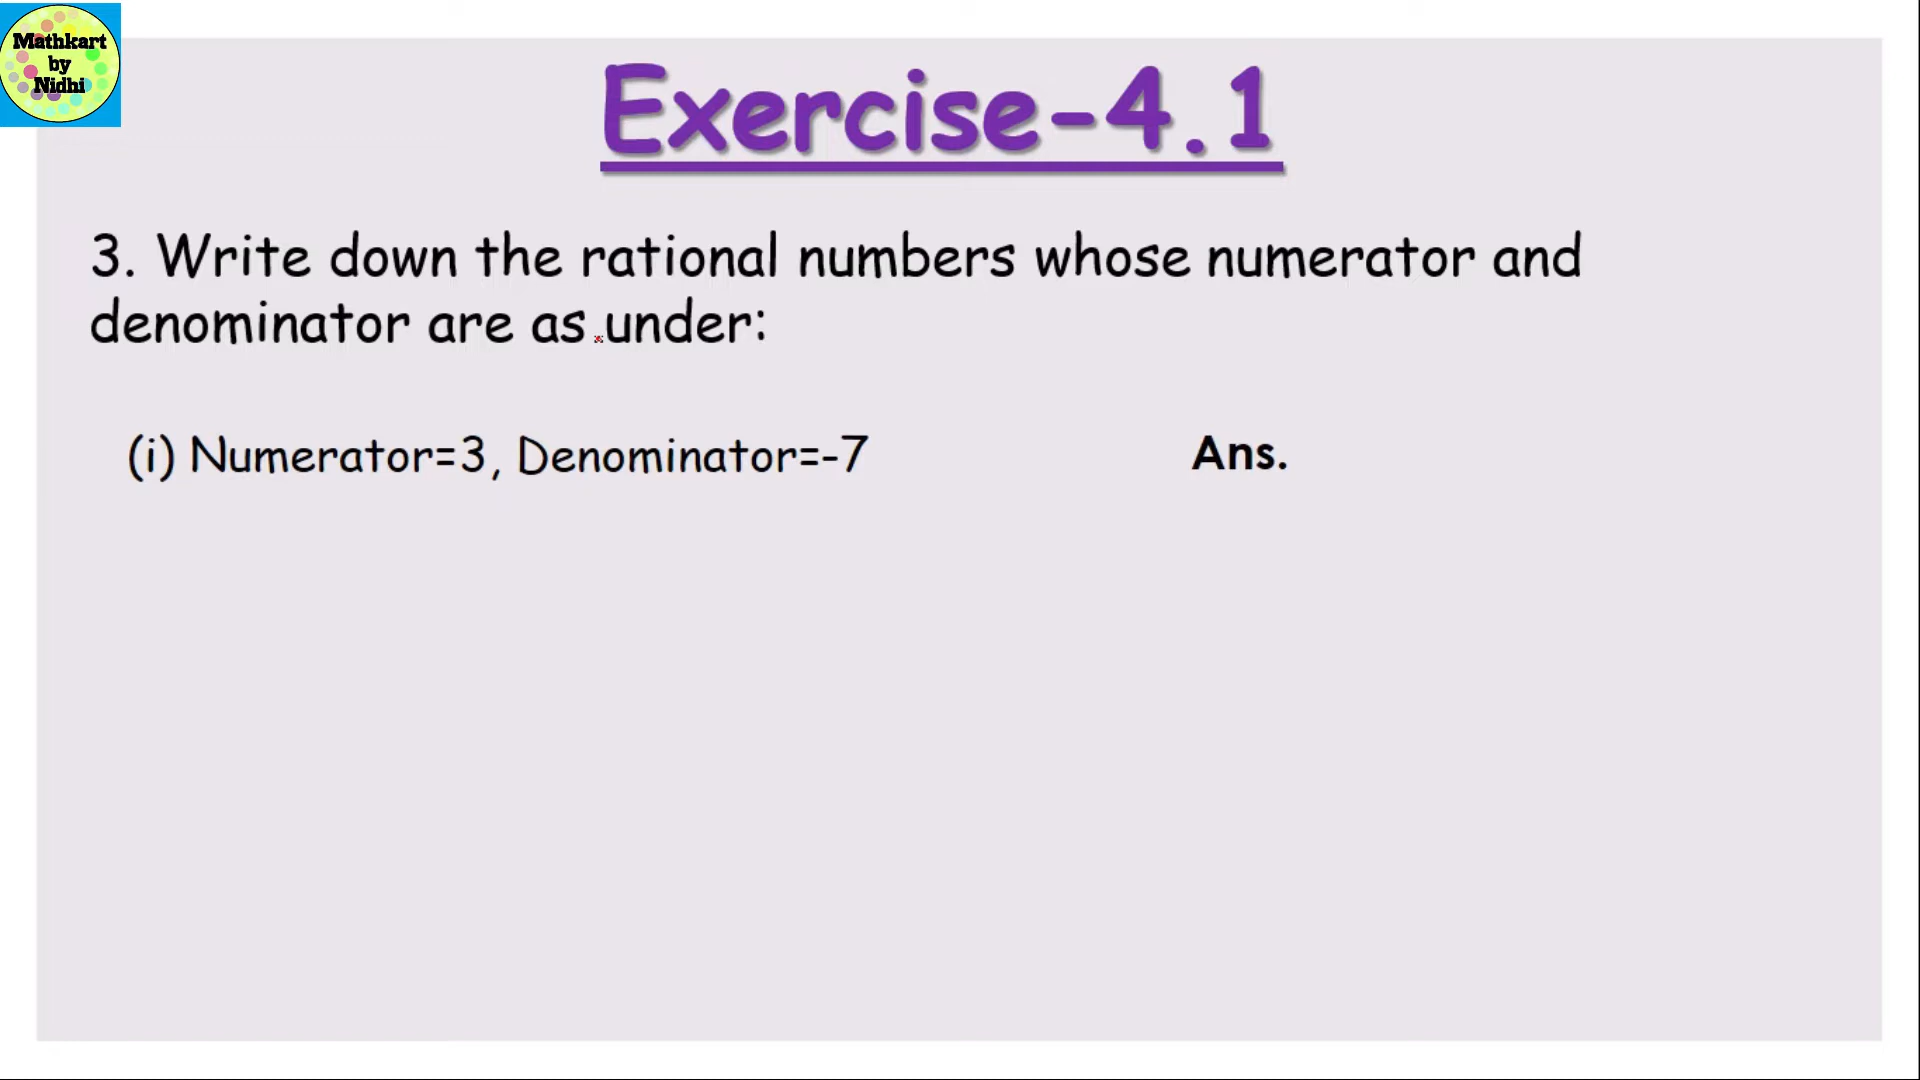 Mathkart
by
Nidhi
Exercise-4.1
3. Write down the rational numbers whose numerator and
denominator are as under:
(i) Numerator=3, Denominator=-7 Ans.